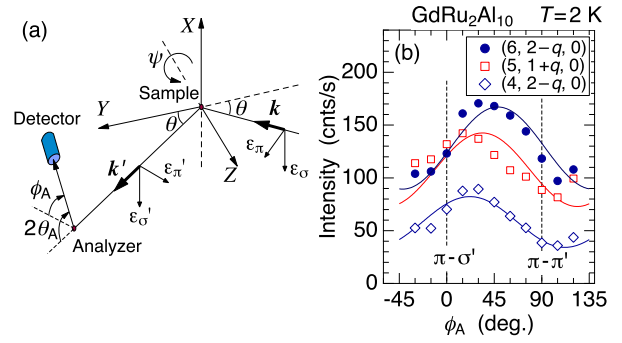 (a)
X
ψ
Sample
Detector
Y
θ
θ
k
ε_π
ε_σ
k'
ε_π'
ε_σ'
Z
ϕ_A
2θ_A
Analyzer
GdRu₂Al₁₀ T=2 K
(b)
(6, 2−q, 0)
(5, 1+q, 0)
(4, 2−q, 0)
Intensity (cnts/s)
200
150
100
50
0
π−σ'
π−π'
-45 0 45 90 135
ϕ_A (deg.)